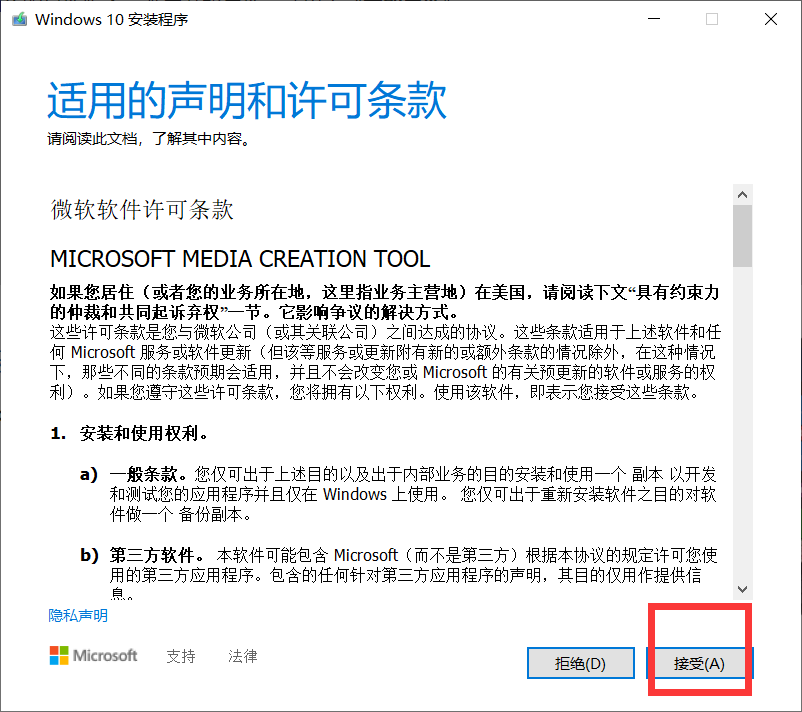 Windows 10 安装程序
适用的声明和许可条款
请阅读此文档，了解其中内容。
微软软件许可条款
MICROSOFT MEDIA CREATION TOOL
如果您居住（或者您的业务所在地，这里指业务主营地）在美国，请阅读下文“具有约束力
的仲裁和共同起诉弃权”一节。它影响争议的解决方式。
这些许可条款是您与微软公司（或其关联公司）之间达成的协议。这些条款适用于上述软件和任
何 Microsoft 服务或软件更新（但该等服务或更新附有新的或额外条款的情况除外，在这种情况
下，那些不同的条款预期会适用，并且不会改变您或 Microsoft 的有关预更新的软件或服务的权
利）。如果您遵守这些许可条款，您将拥有以下权利。使用该软件，即表示您接受这些条款。
1. 安装和使用权利。
a) 一般条款。您仅可出于上述目的以及出于内部业务的目的安装和使用一个 副本 以开发
和测试您的应用程序并且仅在 Windows 上使用。 您仅可出于重新安装软件之目的对软
件做一个 备份副本。
b) 第三方软件。 本软件可能包含 Microsoft（而不是第三方）根据本协议的规定许可您使
用的第三方应用程序。包含的任何针对第三方应用程序的声明，其目的仅用作提供信
息。
隐私声明
Microsoft 支持 法律
拒绝(D) 接受(A)